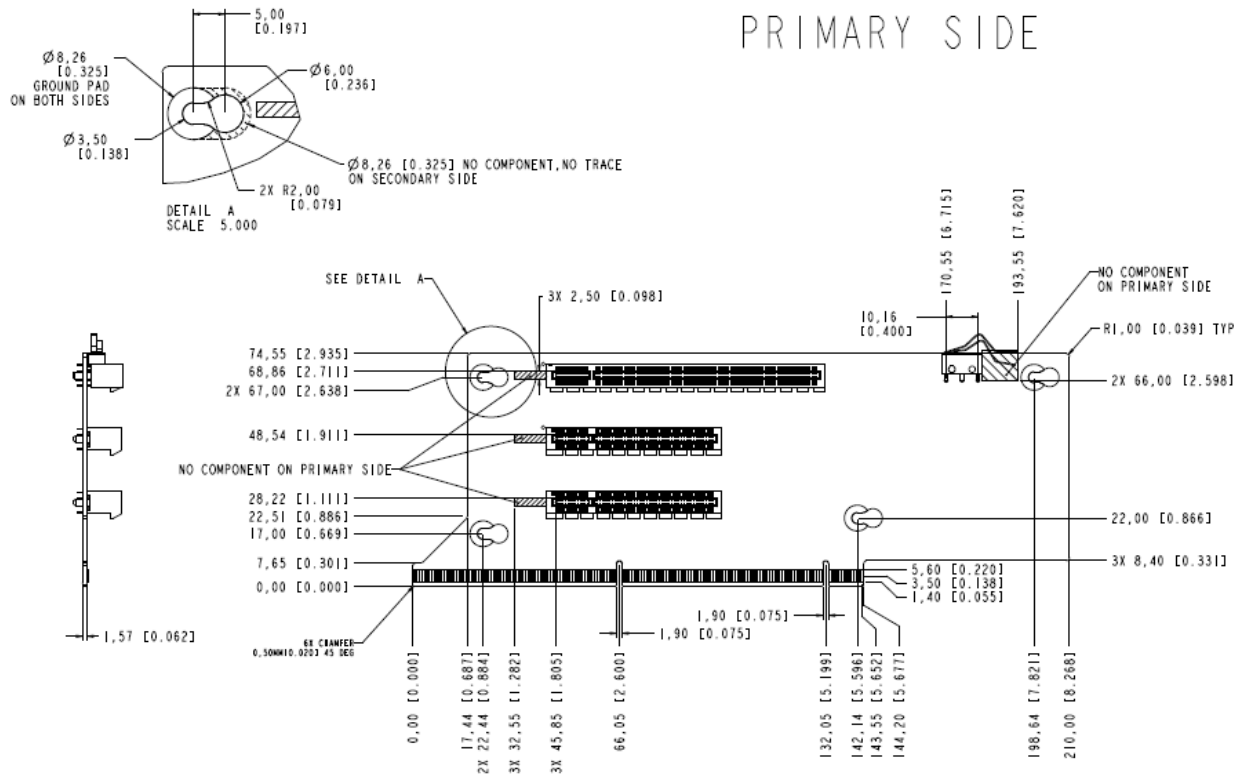 PRIMARY SIDE
5,00
[0.197]
Ø8,26
[0.325]
GROUND PAD
ON BOTH SIDES
Ø6,00
[0.236]
Ø3,50
[0.138]
Ø8,26 [0.325] NO COMPONENT,NO TRACE
ON SECONDARY SIDE
2X R2,00
[0.079]
DETAIL A
SCALE 5.000
SEE DETAIL A
3X 2,50 [0.098]
170,55 [6.715]
193,55 [7.620]
NO COMPONENT
ON PRIMARY SIDE
10,16
[0.400]
R1,00 [0.039] TYP
74,55 [2.935]
68,86 [2.711]
2X 67,00 [2.638]
2X 66,00 [2.598]
48,54 [1.911]
NO COMPONENT ON PRIMARY SIDE
28,22 [1.111]
22,51 [0.886]
17,00 [0.669]
22,00 [0.866]
7,65 [0.301]
0,00 [0.000]
3X 8,40 [0.331]
5,60 [0.220]
3,50 [0.138]
1,40 [0.055]
1,90 [0.075]
1,90 [0.075]
1,57 [0.062]
6X CHAMFER
0,50MM[0.020] 45 DEG
0,00 [0.000]
17,44 [0.687]
2X 22,44 [0.884]
3X 32,55 [1.282]
3X 45,85 [1.805]
66,05 [2.600]
132,05 [5.199]
142,14 [5.596]
143,55 [5.652]
144,20 [5.677]
198,64 [7.821]
210,00 [8.268]